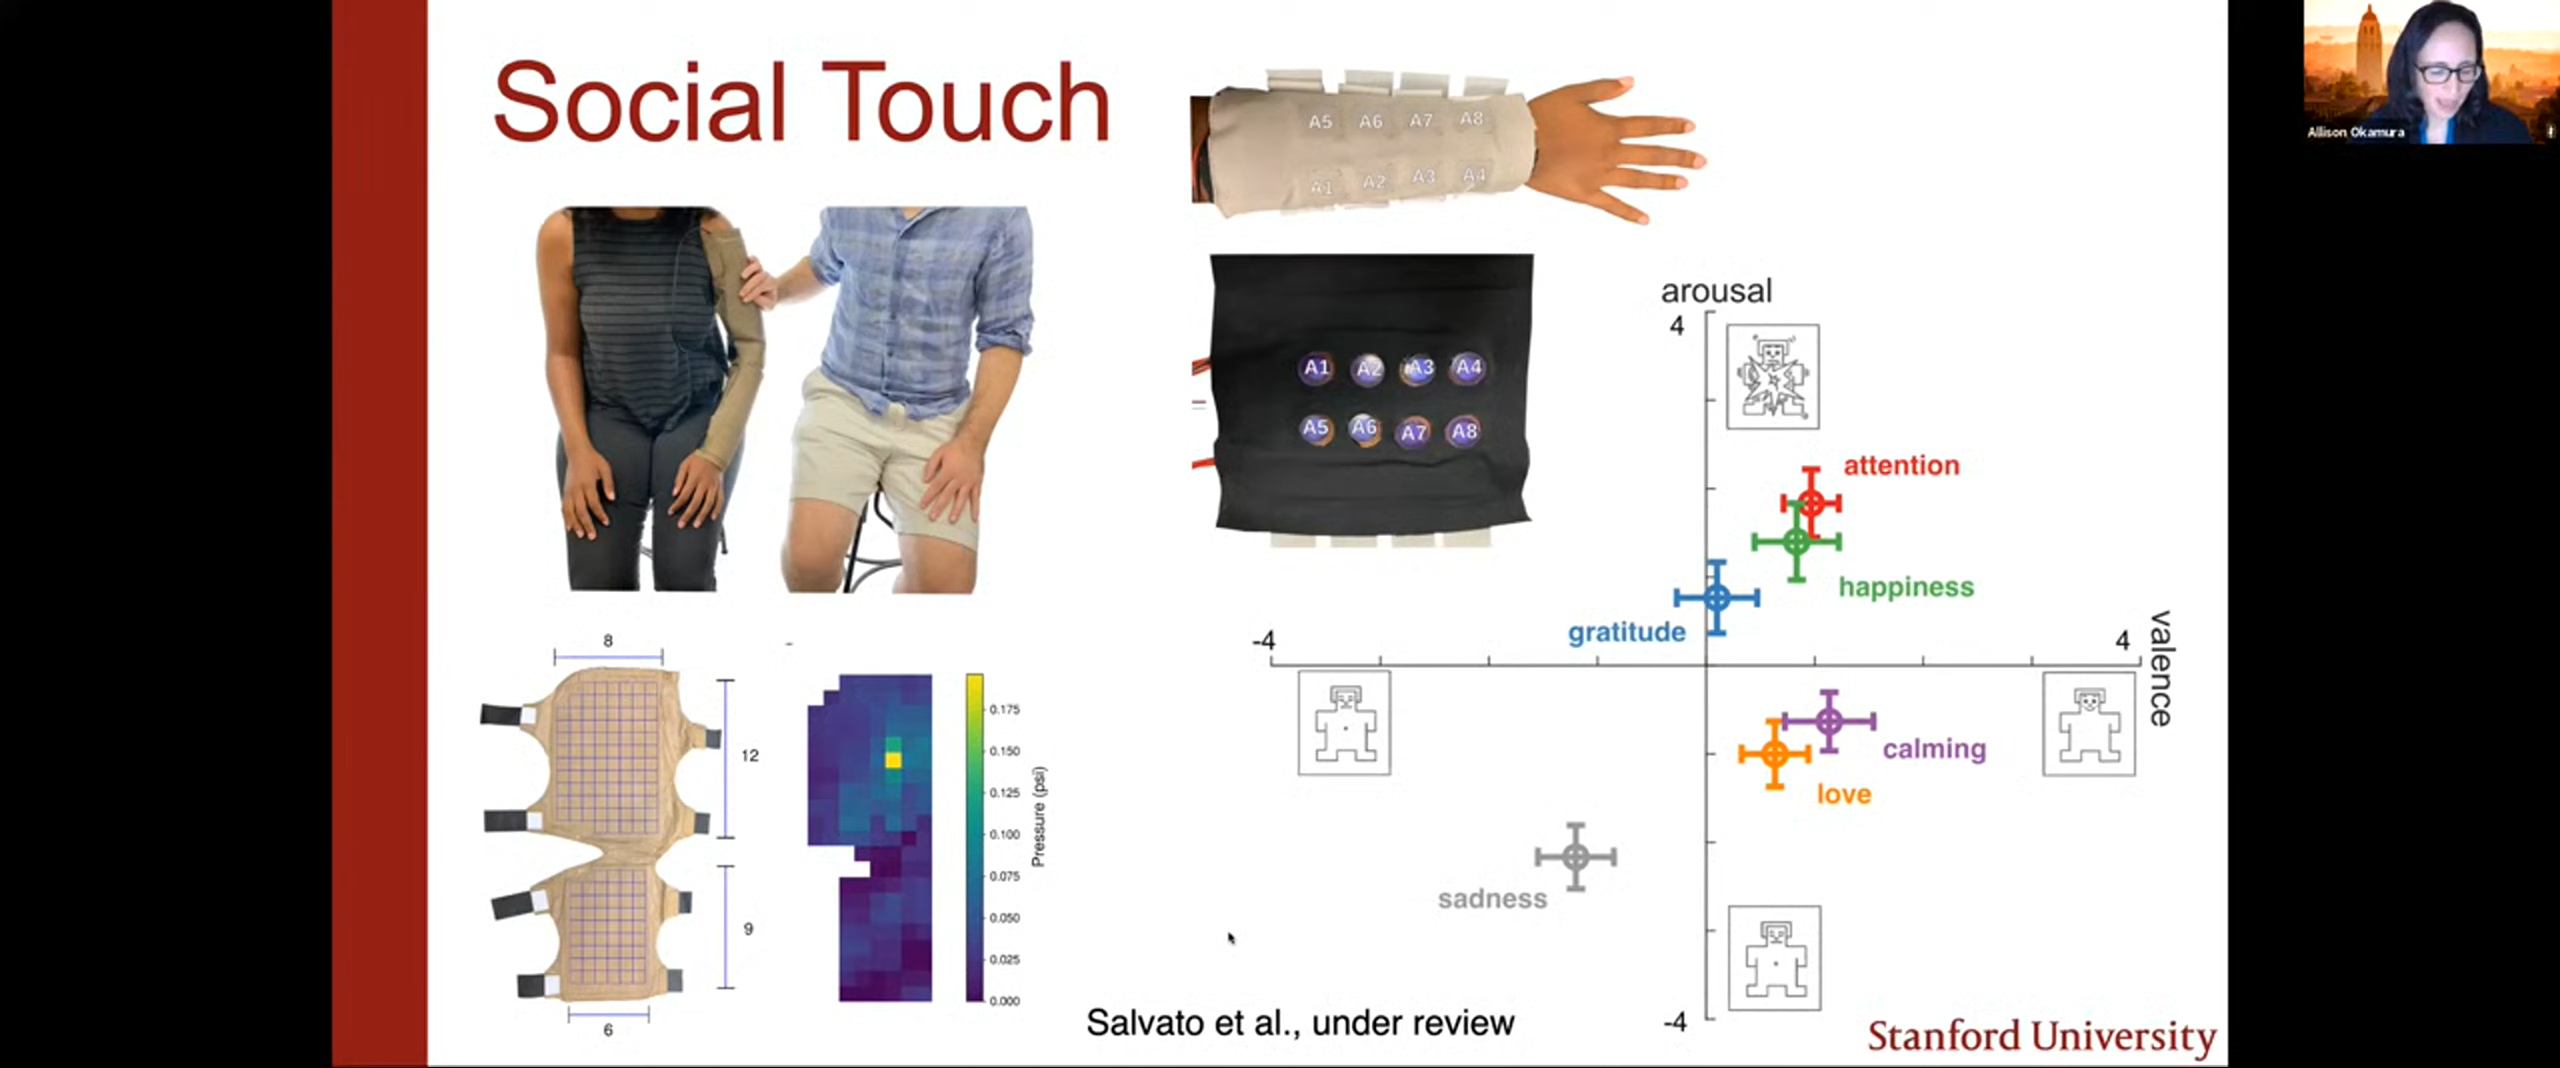 Social Touch
A5 A6 A7 A8
A1 A2 A3 A4
A1 A2 A3 A4
A5 A6 A7 A8
8
12
9
6
0.175
0.150
0.125
0.100
0.075
0.050
0.025
0.000
Pressure (psi)
arousal
4
attention
happiness
gratitude
-4
4
valence
calming
love
sadness
-4
Salvato et al., under review
Stanford University
Allison Okamura